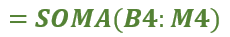 = SOMA(B4: M4)